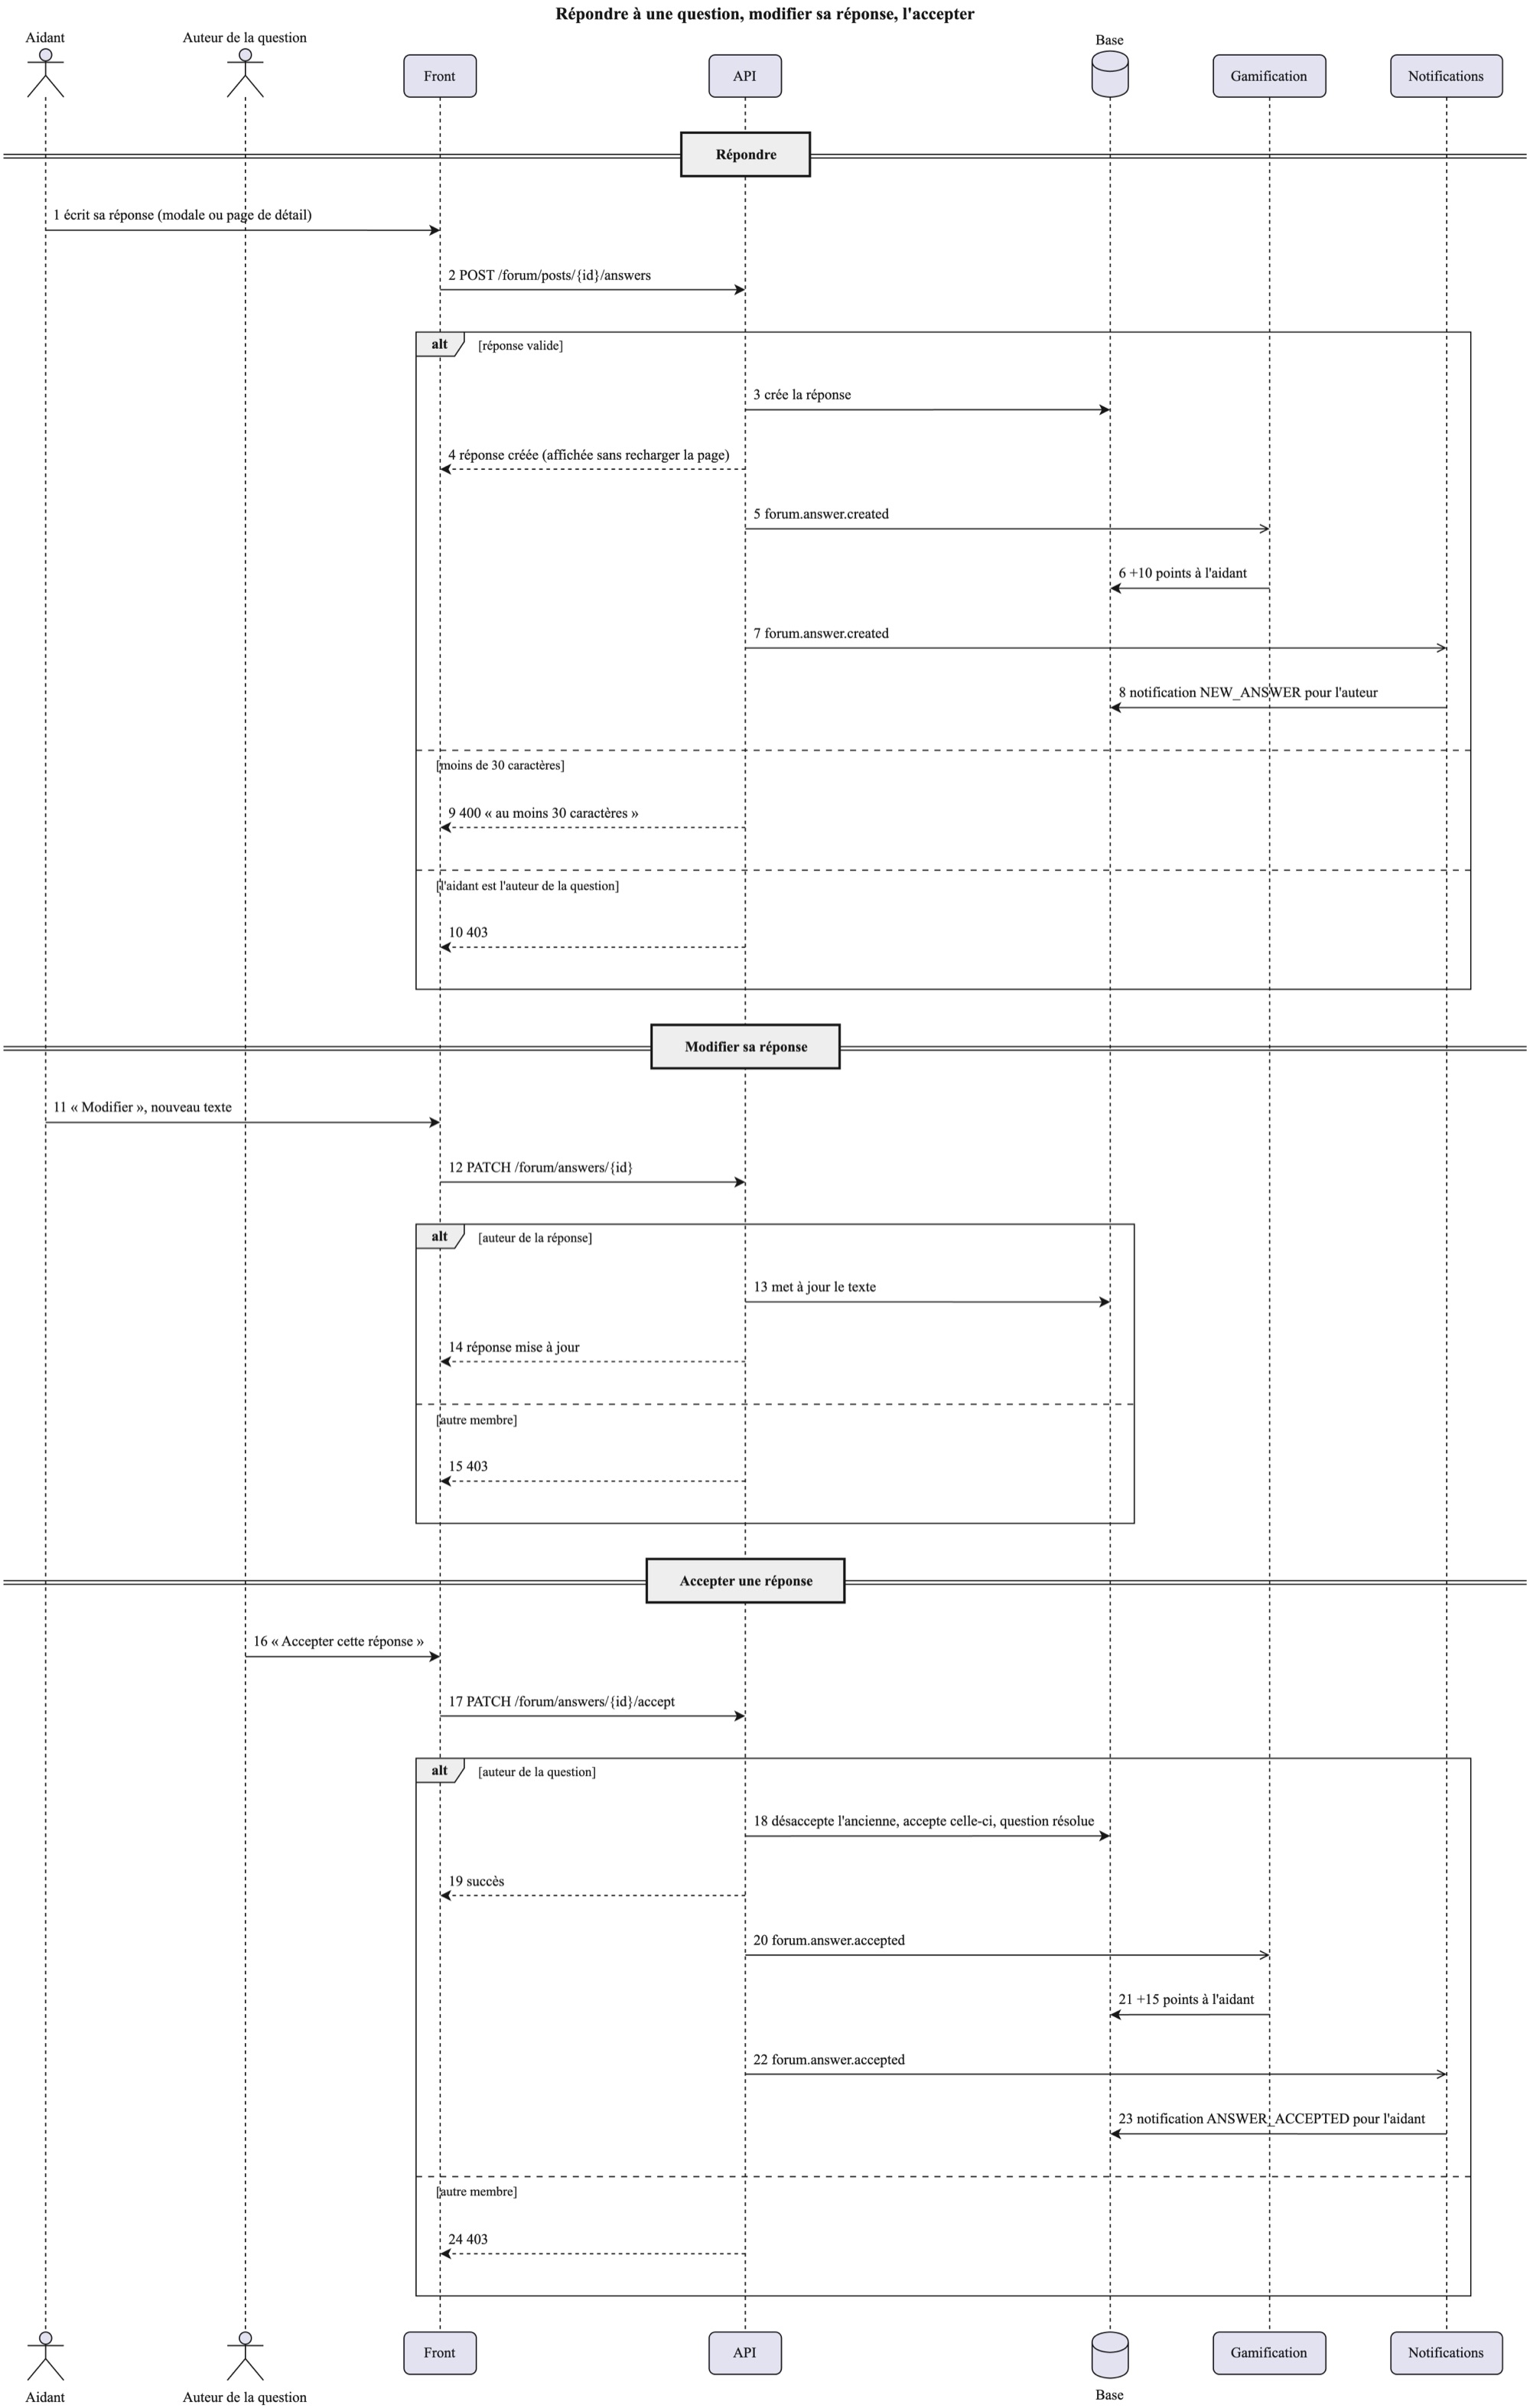 Répondre à une question, modifier sa réponse, l'accepter
Aidant
Auteur de la question
Front
API
Base
Gamification
Notifications
Répondre
1 écrit sa réponse (modale ou page de détail)
2 POST /forum/posts/{id}/answers
alt
[réponse valide]
3 crée la réponse
4 réponse créée (affichée sans recharger la page)
5 forum.answer.created
6 +10 points à l'aidant
7 forum.answer.created
8 notification NEW_ANSWER pour l'auteur
[moins de 30 caractères]
9 400 « au moins 30 caractères »
[l'aidant est l'auteur de la question]
10 403
Modifier sa réponse
11 « Modifier », nouveau texte
12 PATCH /forum/answers/{id}
alt
[auteur de la réponse]
13 met à jour le texte
14 réponse mise à jour
[autre membre]
15 403
Accepter une réponse
16 « Accepter cette réponse »
17 PATCH /forum/answers/{id}/accept
alt
[auteur de la question]
18 désaccepte l'ancienne, accepte celle-ci, question résolue
19 succès
20 forum.answer.accepted
21 +15 points à l'aidant
22 forum.answer.accepted
23 notification ANSWER_ACCEPTED pour l'aidant
[autre membre]
24 403
Aidant
Auteur de la question
Front
API
Base
Gamification
Notifications